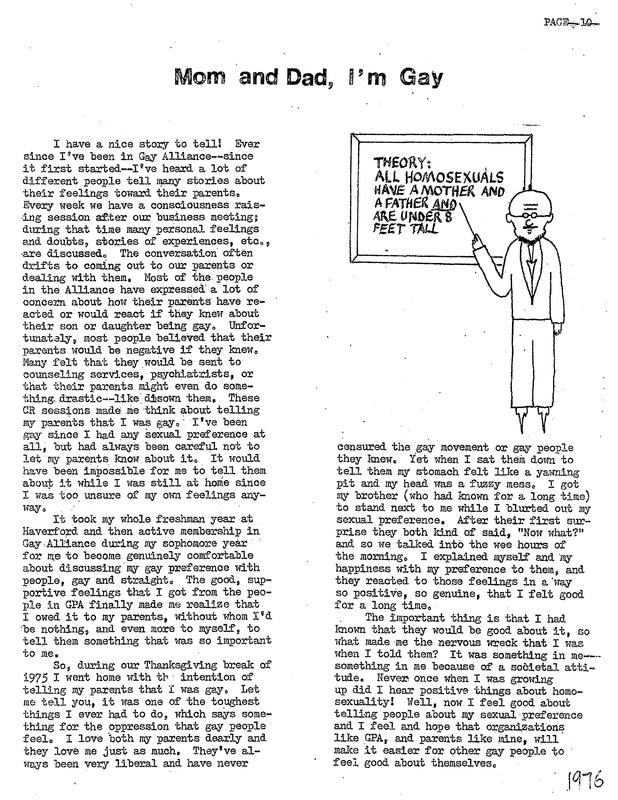 PAGE 10
Mom and Dad, I'm Gay
I have a nice story to tell! Ever
since I've been in Gay Alliance--since
it first started--I've heard a lot of
different people tell many stories about
their feelings toward their parents.
Every week we have a consciousness rais-
ing session after our business meeting;
during that time many personal feelings
and doubts, stories of experiences, etc.,
are discussed. The conversation often
drifts to coming out to our parents or
dealing with them. Most of the people
in the Alliance have expressed a lot of
concern about how their parents have re-
acted or would react if they knew about
their son or daughter being gay. Unfor-
tunately, most people believed that their
parents would be negative if they knew.
Many felt that they would be sent to
counseling services, psychiatrists, or
that their parents might even do some-
thing drastic--like disown them. These
CR sessions made me think about telling
my parents that I was gay. I've been
gay since I had any sexual preference at
all, but had always been careful not to
let my parents know about it. It would
have been impossible for me to tell them
about it while I was still at home since
I was too unsure of my own feelings any-
way.
It took my whole freshman year at
Haverford and then active membership in
Gay Alliance during my sophomore year
for me to become genuinely comfortable
about discussing my gay preference with
people, gay and straight. The good, sup-
portive feelings that I got from the peo-
ple in GPA finally made me realize that
I owed it to my parents, without whom I'd
be nothing, and even more to myself, to
tell them something that was so important
to me.
So, during our Thanksgiving break of
1975 I went home with th intention of
telling my parents that I was gay. Let
me tell you, it was one of the toughest
things I ever had to do, which says some-
thing for the oppression that gay people
feel. I love both my parents dearly and
they love me just as much. They've al-
ways been very liberal and have never
THEORY:
ALL HOMOSEXUALS
HAVE A MOTHER AND
A FATHER AND
ARE UNDER 8
FEET TALL
censured the gay movement or gay people
they knew. Yet when I sat them down to
tell them my stomach felt like a yawning
pit and my head was a fuzzy mess. I got
my brother (who had known for a long time)
to stand next to me while I blurted out my
sexual preference. After their first sur-
prise they both kind of said, "Now what?"
and so we talked into the wee hours of
the morning. I explained myself and my
happiness with my preference to them, and
they reacted to those feelings in a way
so positive, so genuine, that I felt good
for a long time.
The important thing is that I had
known that they would be good about it, so
what made me the nervous wreck that I was
when I told them? It was something in me--
something in me because of a societal atti-
tude. Never once when I was growing
up did I hear positive things about homo-
sexuality! Well, now I feel good about
telling people about my sexual preference
and I feel and hope that organizations
like GPA, and parents like mine, will
make it easier for other gay people to
feel good about themselves.
1976